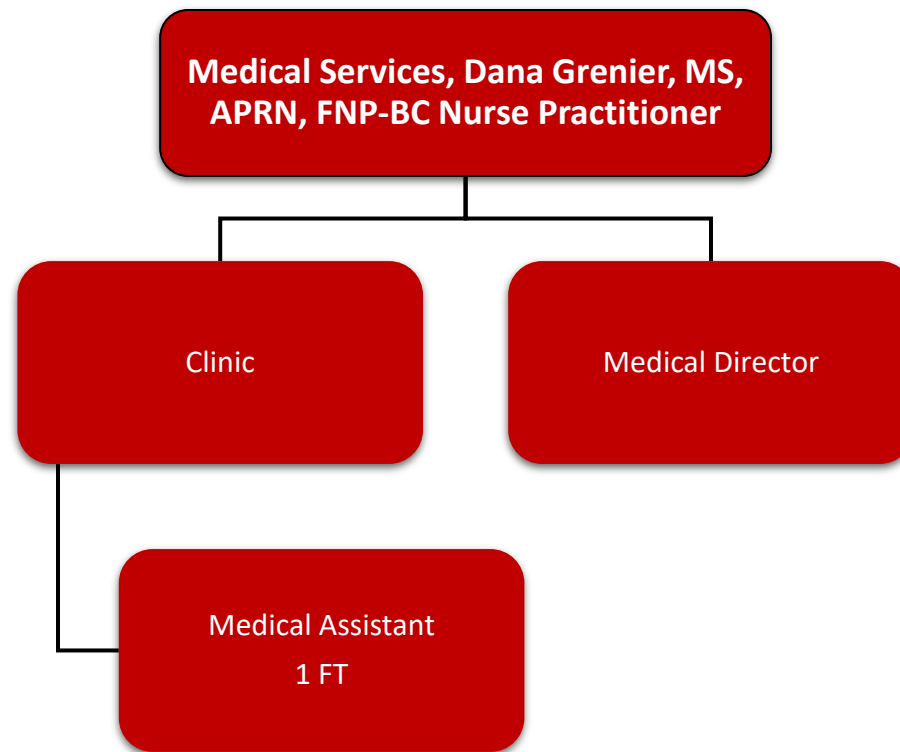 Medical Services, Dana Grenier, MS,
APRN, FNP-BC Nurse Practitioner
Clinic
Medical Director
Medical Assistant
1 FT